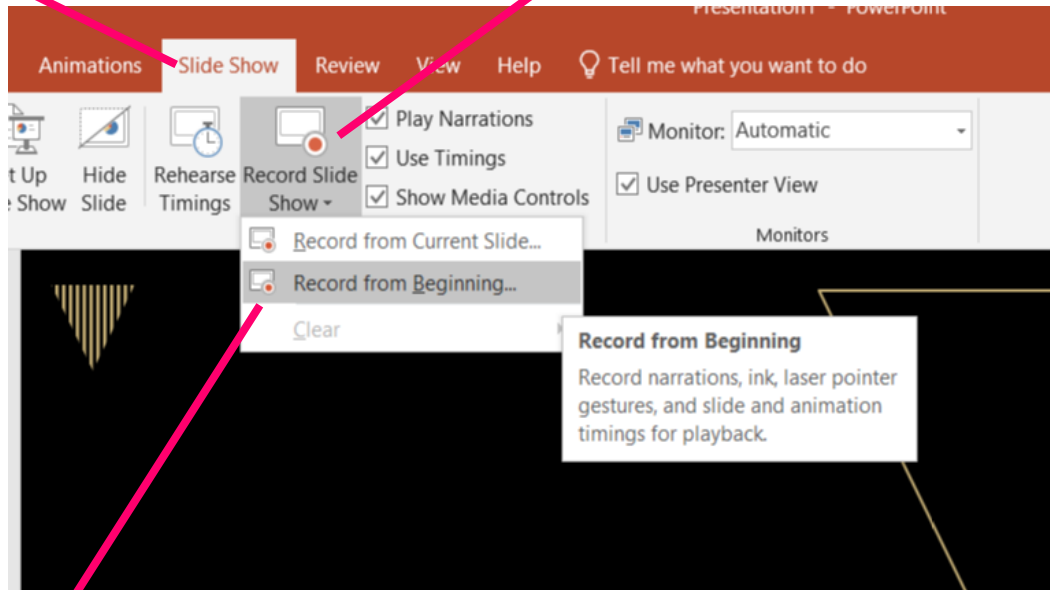 Presentation1 - PowerPoint
Animations Slide Show Review View Help Tell me what you want to do
Play Narrations
Monitor: Automatic
Use Timings
t Up Hide Rehearse Record Slide
Use Presenter View
Show Slide Timings Show
Show Media Controls
Monitors
Record from Current Slide...
Record from Beginning...
Clear
Record from Beginning
Record narrations, ink, laser pointer
gestures, and slide and animation
timings for playback.